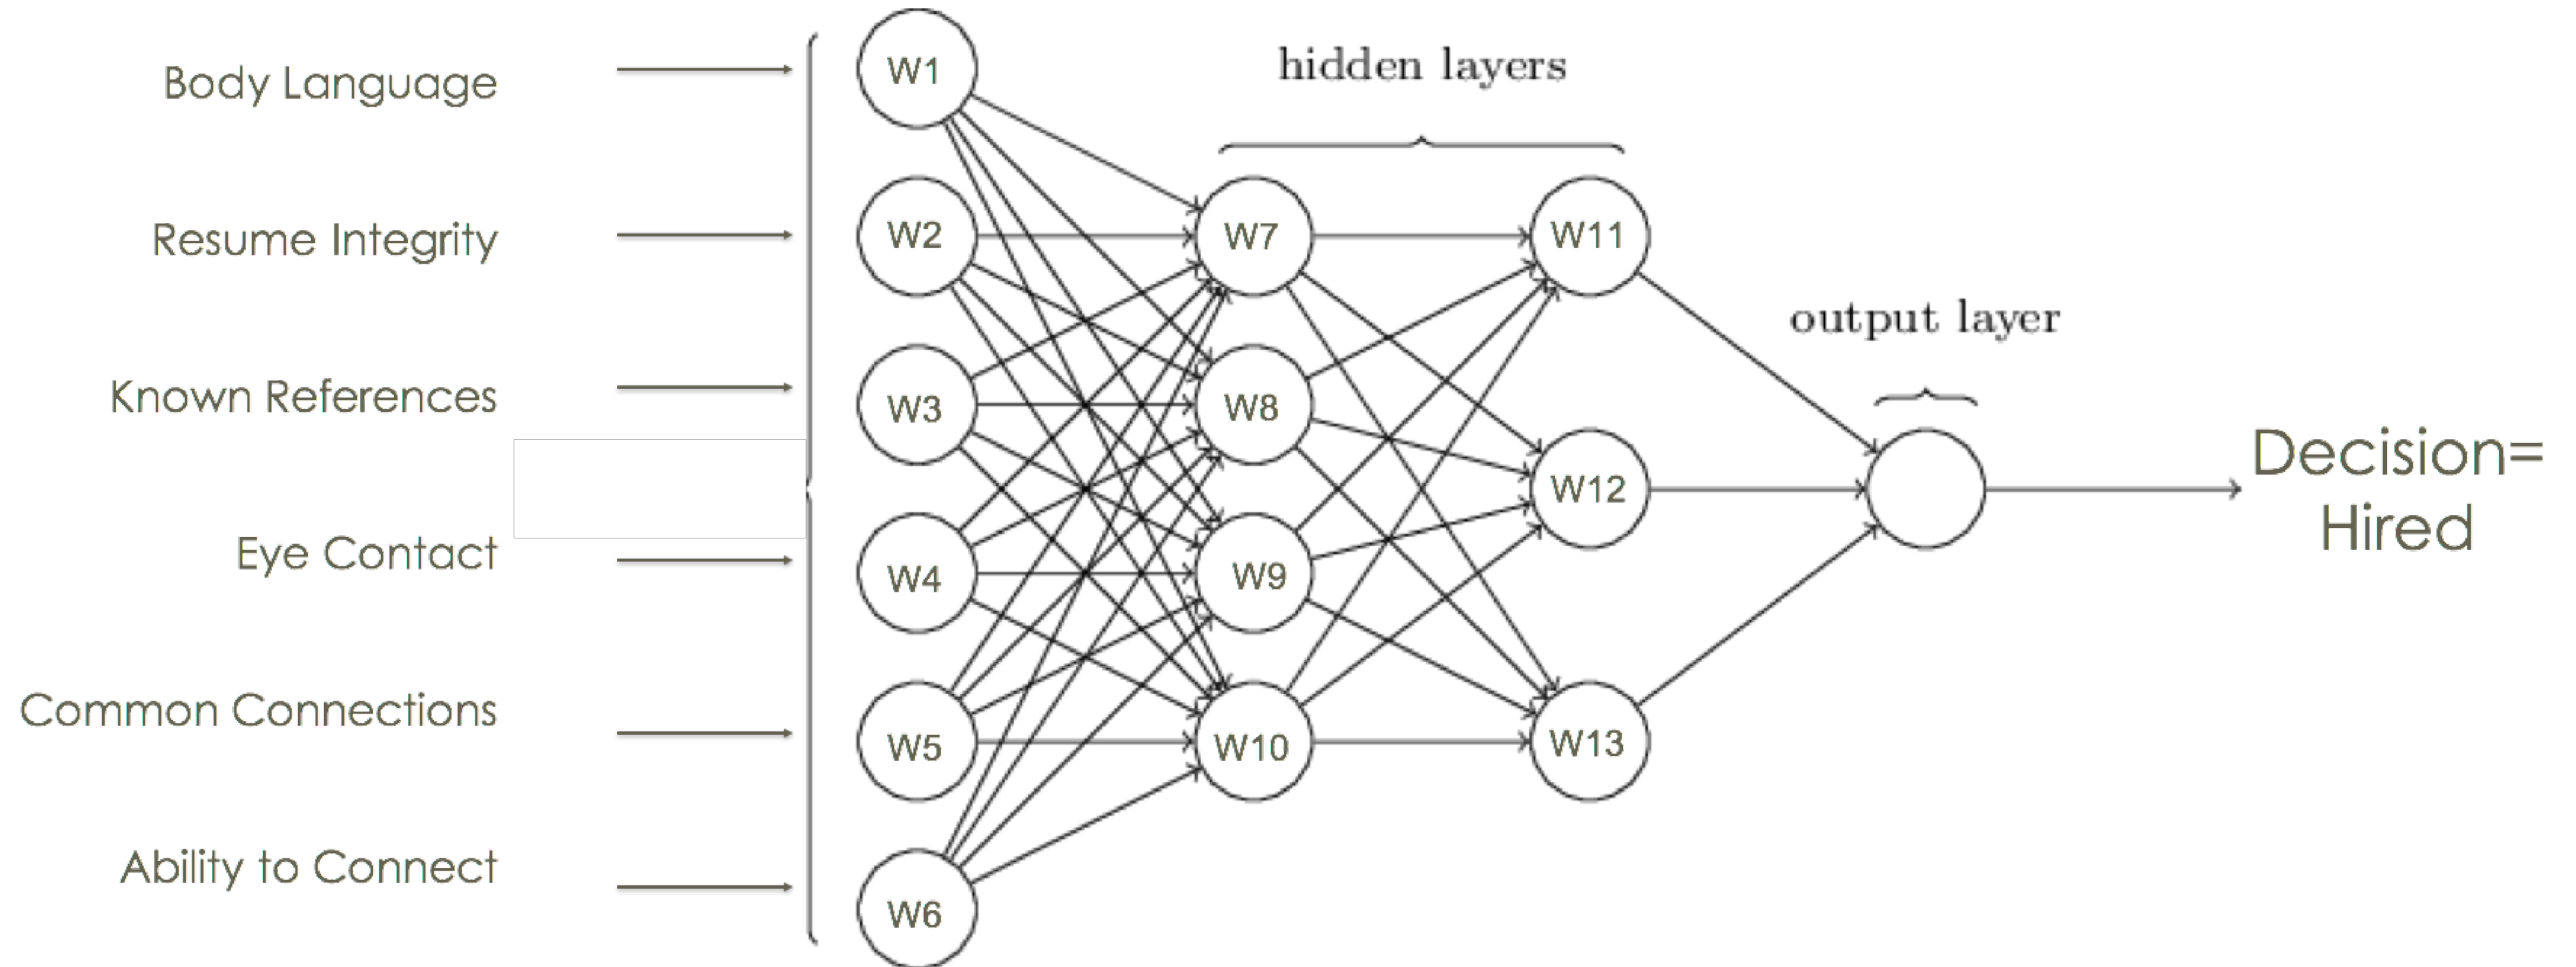 Body Language
Resume Integrity
Known References
Eye Contact
Common Connections
Ability to Connect
W1
W2
W3
W4
W5
W6
hidden layers
W7
W8
W9
W10
W11
W12
W13
output layer
Decision=
Hired